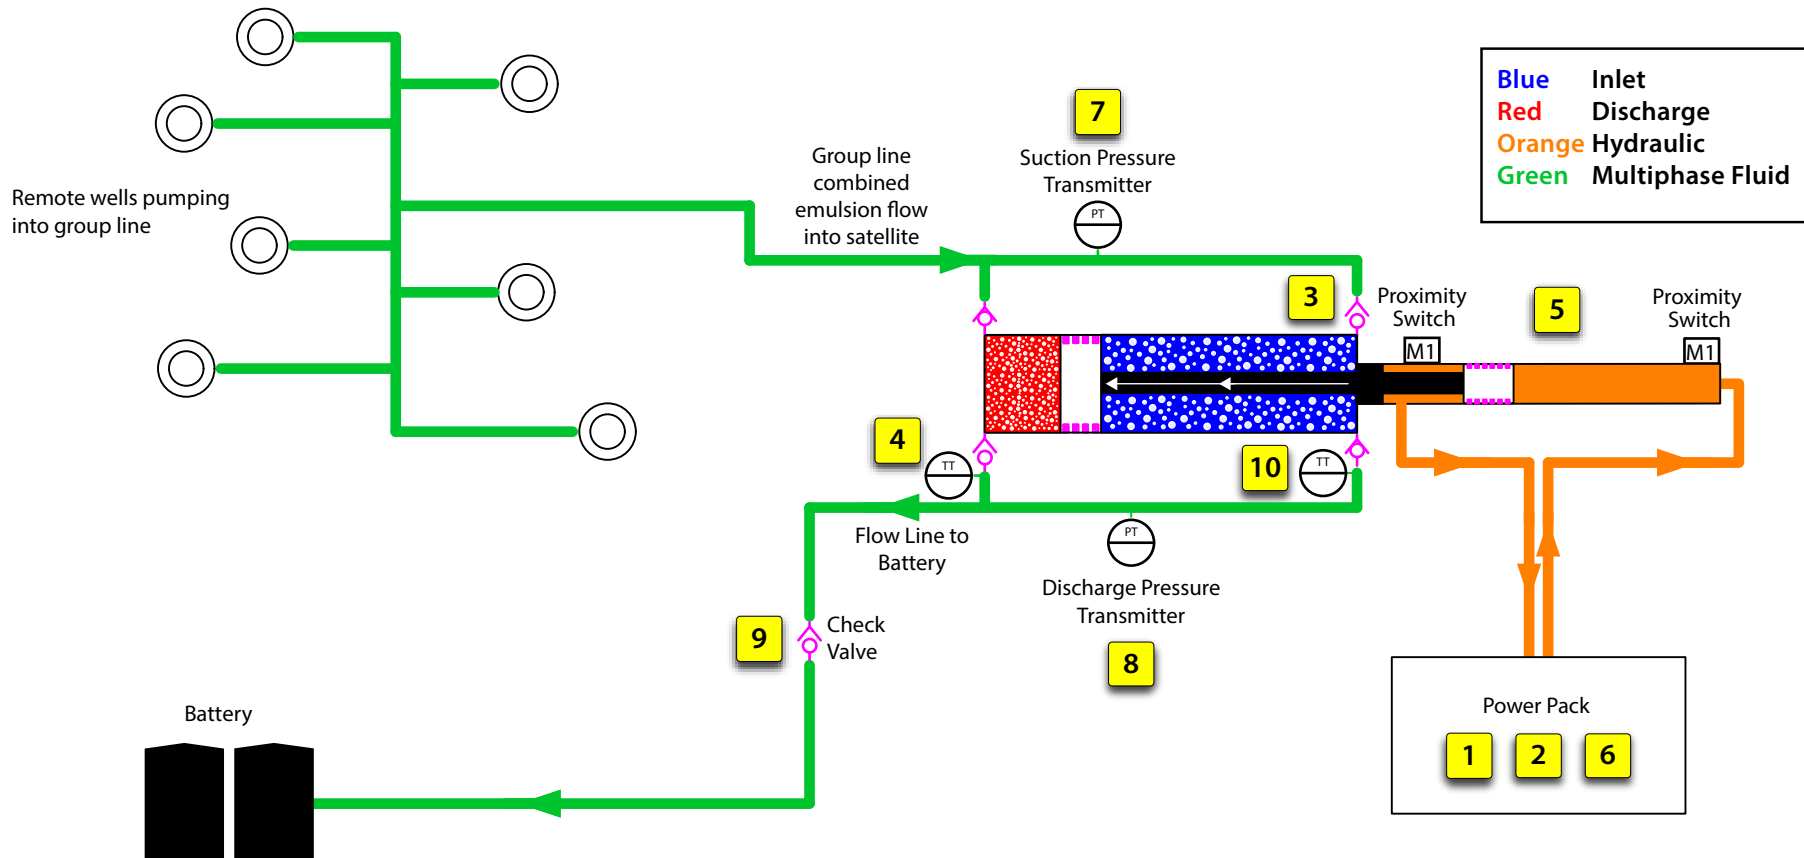 7
Suction Pressure
Transmitter
PT
Blue Inlet
Red Discharge
Orange Hydraulic
Green Multiphase Fluid
Remote wells pumping
into group line
Group line
combined
emulsion flow
into satellite
3
Proximity
Switch
M1
5
Proximity
Switch
M1
4
TT
10
TT
Flow Line to
Battery
PT
Discharge Pressure
Transmitter
8
9
Check
Valve
Battery
Power Pack
1 2 6